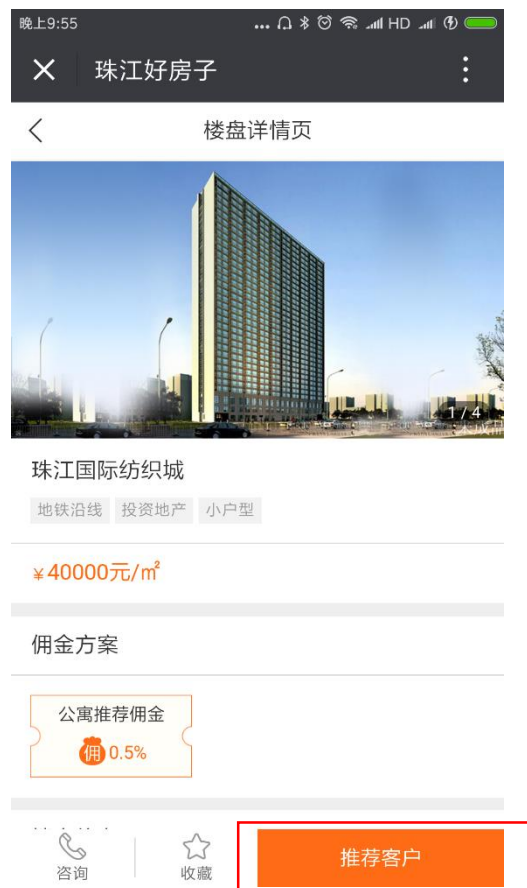 晚上9:55 ... HD
珠江好房子
楼盘详情页
1/4
珠江国际纺织城
地铁沿线 投资地产 小户型
¥40000元/㎡
佣金方案
公寓推荐佣金
佣 0.5%
咨询
收藏
推荐客户